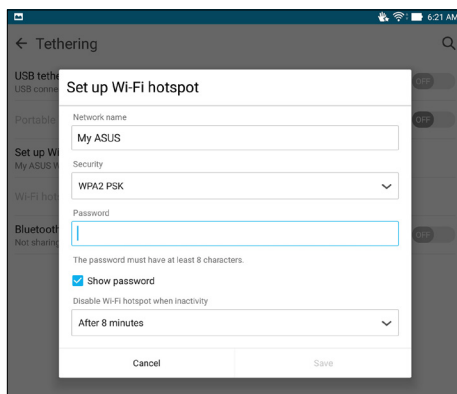 6:21 AM
Tethering
USB tethe
USB conne
OFF
Portable
OFF
Set up Wi
My ASUS W
Wi-Fi hot
Bluetooth
Not sharing
OFF
Set up Wi-Fi hotspot
Network name
My ASUS
Security
WPA2 PSK
Password
The password must have at least 8 characters.
Show password
Disable Wi-Fi hotspot when inactivity
After 8 minutes
Cancel
Save